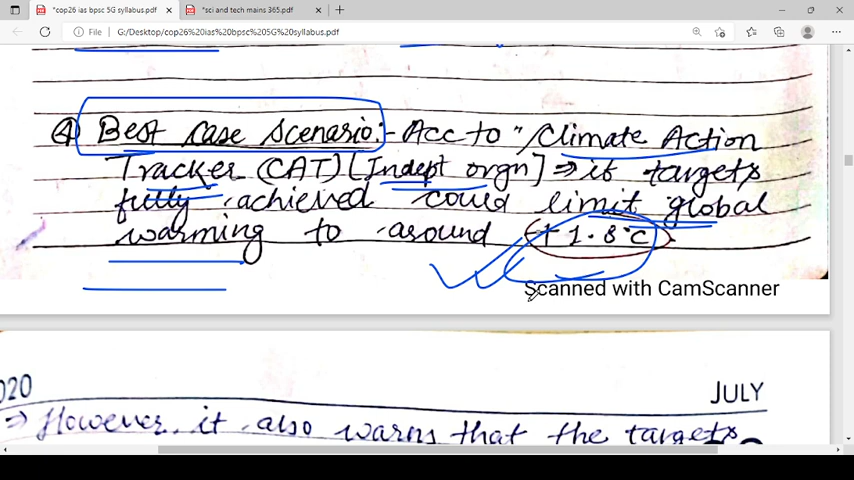 *cop26 ias bpsc 5G syllabus.pdf
*sci and tech mains 365.pdf
G:/Desktop/cop26%20ias%20bpsc%205G%20syllabus.pdf
④ Best Case Scenario:- Acc to "/Climate Action
Tracker (CAT) [Indept orgn] ⇒ if targets
fully achieved could limit global
warming to around (+1.8°C).
Scanned with CamScanner
020
JULY
⇒ However, it also warns that the targets